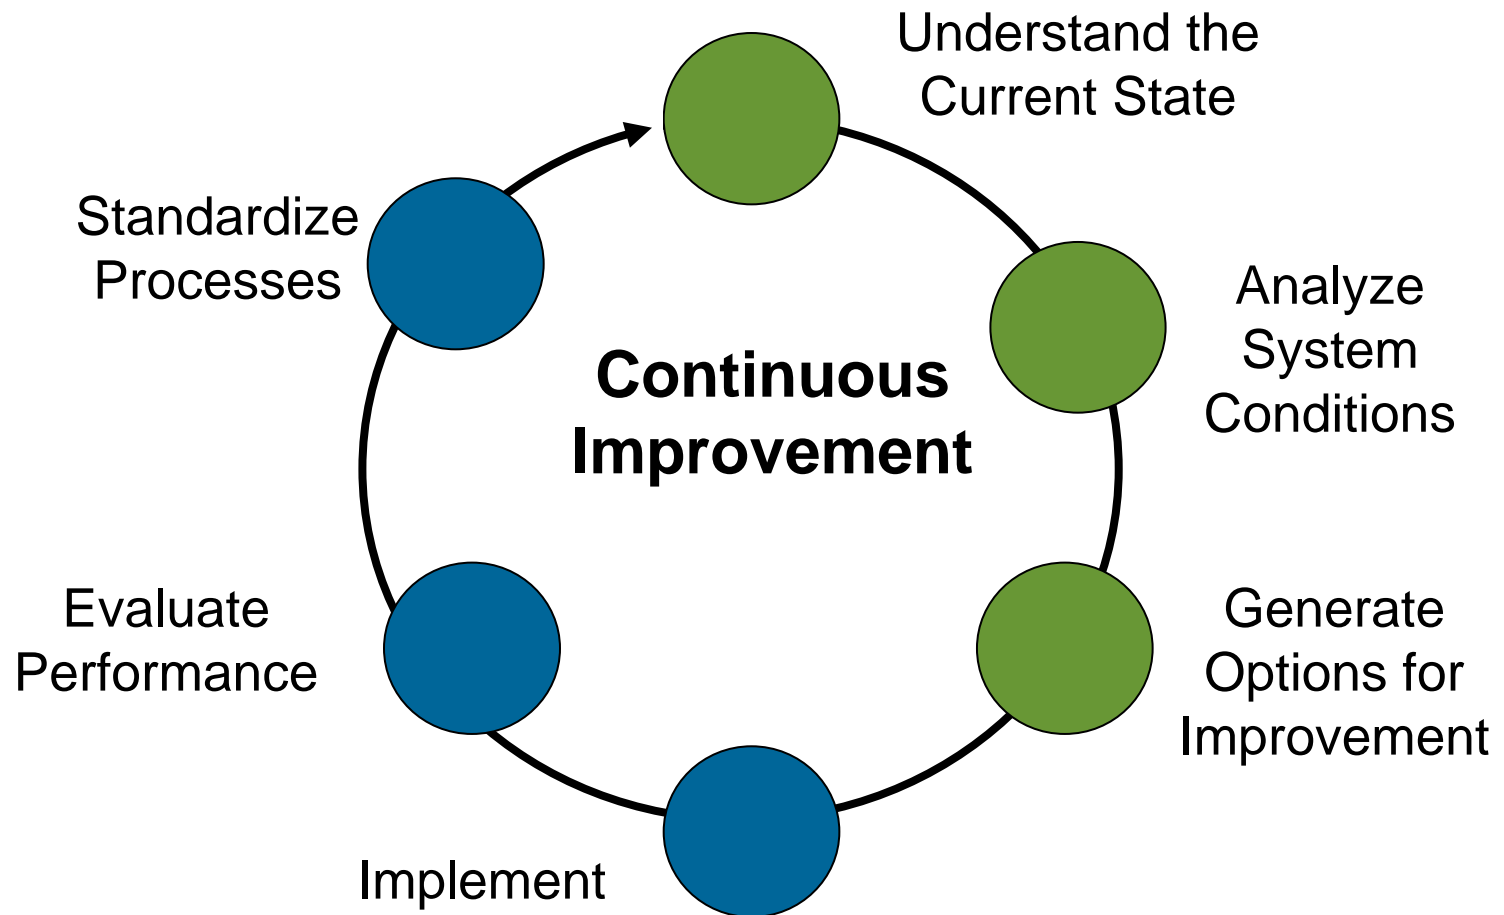 Understand the
Current State
Analyze
System
Conditions
Generate
Options for
Improvement
Implement
Evaluate
Performance
Standardize
Processes
Continuous
Improvement